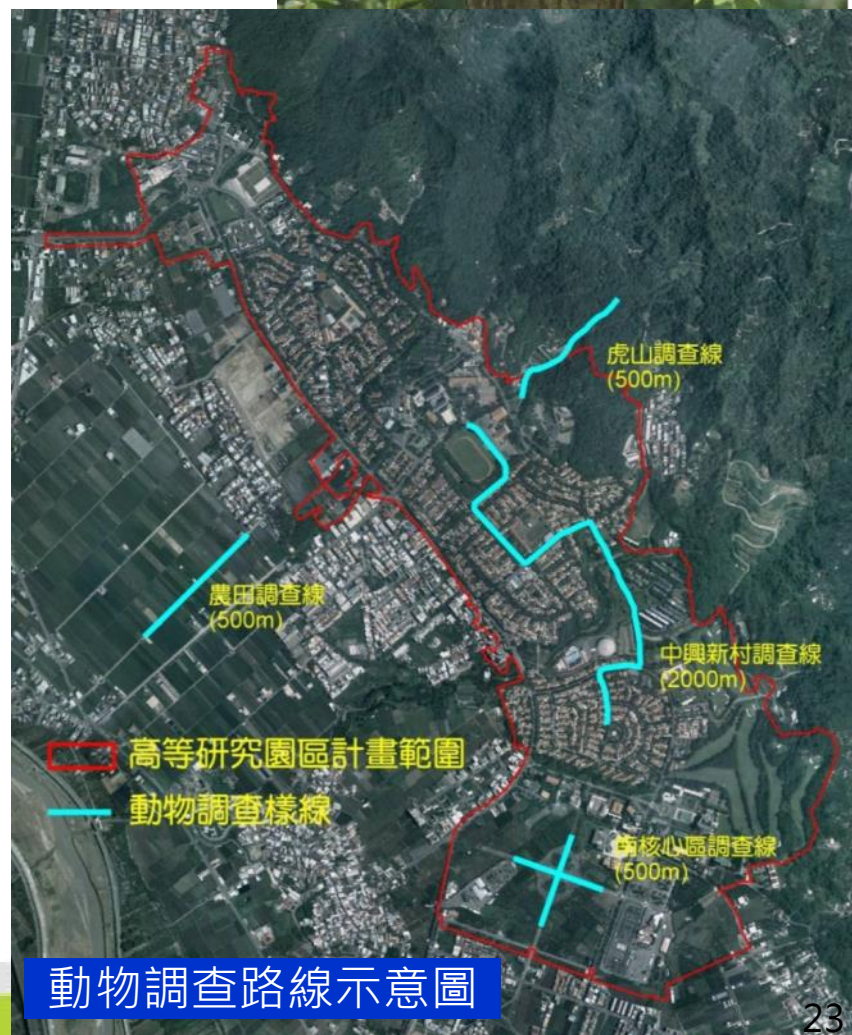 虎山調查線
(500m)
農田調查線
(500m)
中興新村調查線
(2000m)
高等研究園區計畫範圍
動物調查樣線
南核心區調查線
(500m)
動物調查路線示意圖
23